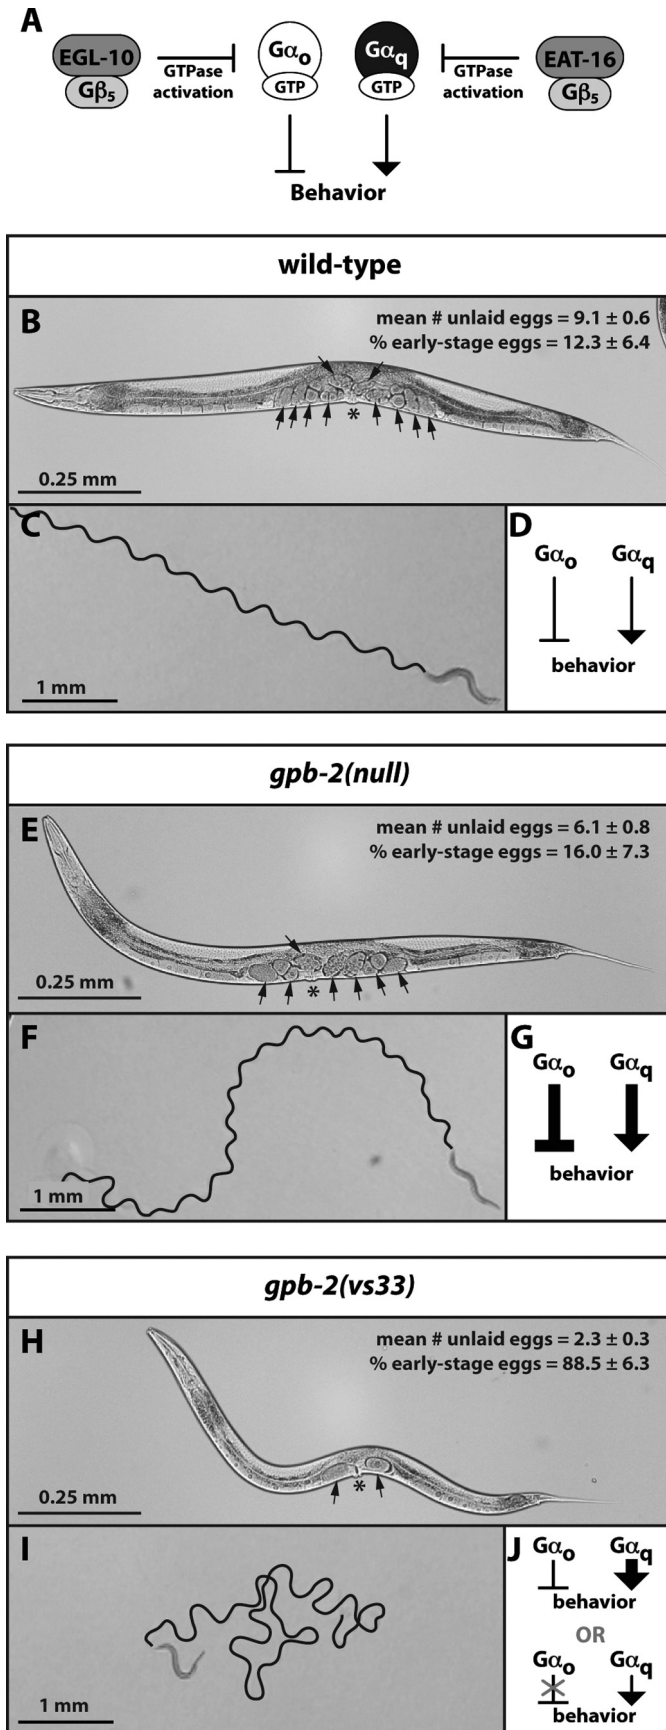 A
EGL-10
Gβ5
GTPase
activation
Gαo
GTP
Gαq
GTP
GTPase
activation
EAT-16
Gβ5
Behavior
wild-type
B
mean # unlaid eggs = 9.1 ± 0.6
% early-stage eggs = 12.3 ± 6.4
*
0.25 mm
C
1 mm
D
Gαo Gαq
behavior
gpb-2(null)
E
mean # unlaid eggs = 6.1 ± 0.8
% early-stage eggs = 16.0 ± 7.3
*
0.25 mm
F
1 mm
G
Gαo Gαq
behavior
gpb-2(vs33)
H
mean # unlaid eggs = 2.3 ± 0.3
% early-stage eggs = 88.5 ± 6.3
*
0.25 mm
I
1 mm
J
Gαo Gαq
behavior
OR
Gαo Gαq
behavior